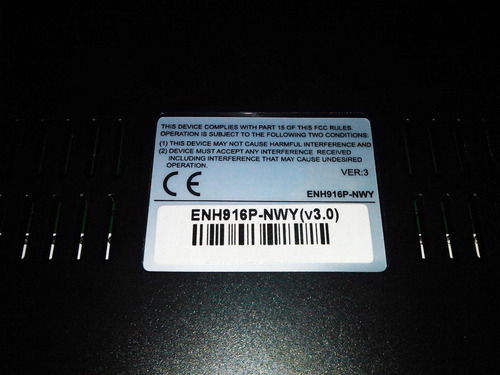 THIS DEVICE COMPLIES WITH PART 15 OF THIS FCC RULES.
OPERATION IS SUBJECT TO THE FOLLOWING TWO CONDITIONS:
(1) THIS DEVICE MAY NOT CAUSE HARMFUL INTERFERENCE AND
(2) DEVICE MUST ACCEPT ANY INTERFERENCE RECEIVED
INCLUDING INTERFERENCE THAT MAY CAUSE UNDESIRED
OPERATION.
VER:3
CE
ENH916P-NWY
ENH916P-NWY(v3.0)